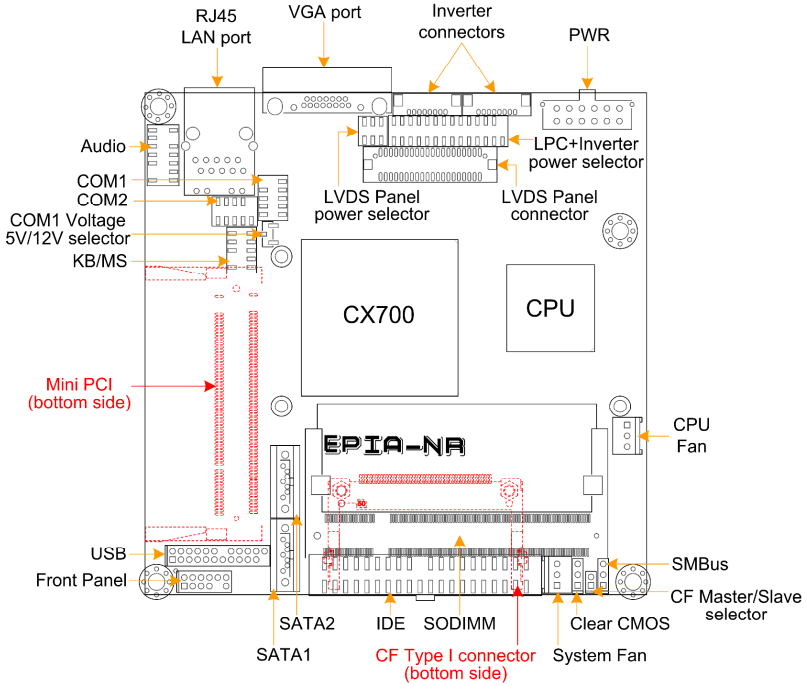 RJ45
LAN port
VGA port
Inverter
connectors
PWR
Audio
LPC+Inverter
power selector
COM1
COM2
COM1 Voltage
5V/12V selector
KB/MS
LVDS Panel
power selector
LVDS Panel
connector
CX700
CPU
Mini PCI
(bottom side)
EPIA-NR
CPU
Fan
USB
Front Panel
SMBus
CF Master/Slave
selector
SATA2
IDE
SODIMM
Clear CMOS
SATA1
CF Type I connector
(bottom side)
System Fan